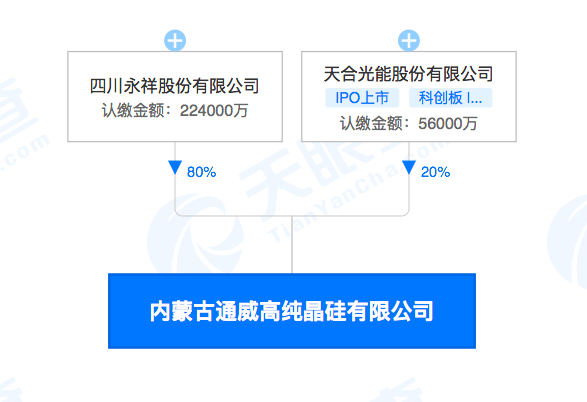 四川永祥股份有限公司
认缴金额：224000万
天合光能股份有限公司
IPO上市 科创板 I...
认缴金额：56000万
80%
20%
内蒙古通威高纯晶硅有限公司
天眼查
TianYanCha.com